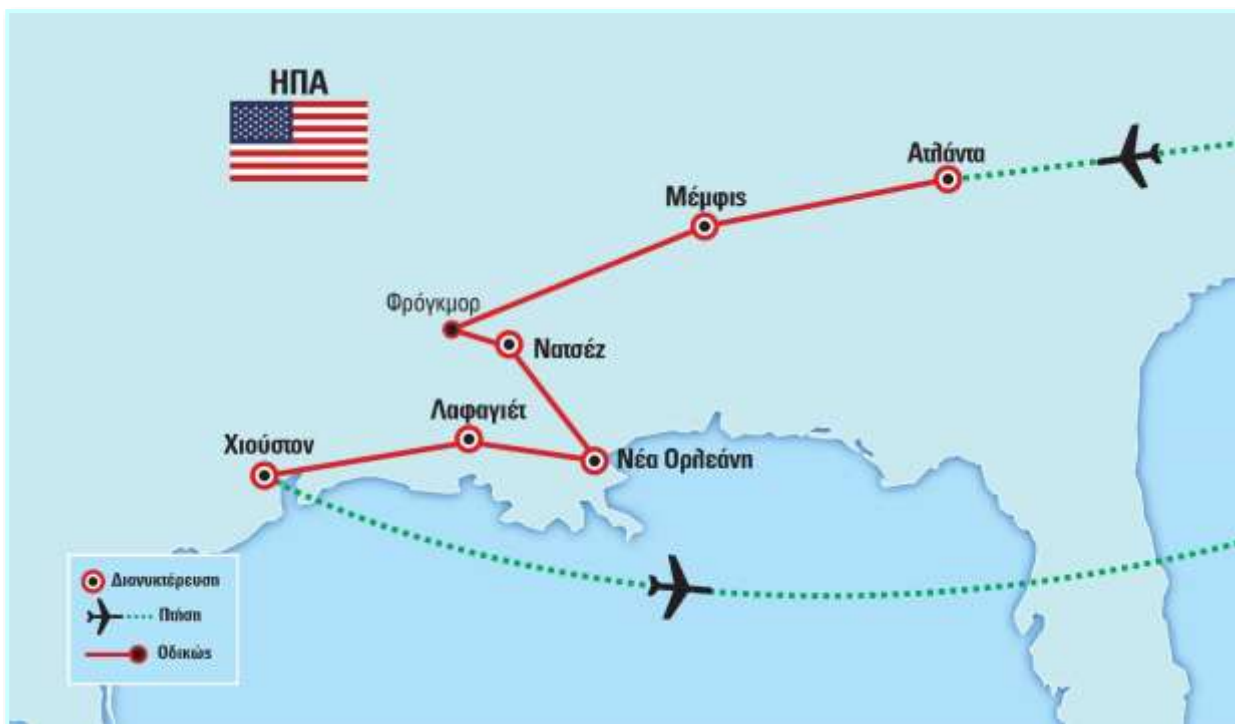 ΗΠΑ
Ατλάντα
Μέμφις
Φρόγκμορ
Νατσέζ
Λαφαγιέτ
Χιούστον
Νέα Ορλεάνη
Διανυκτέρευση
Πτήση
Οδικώς